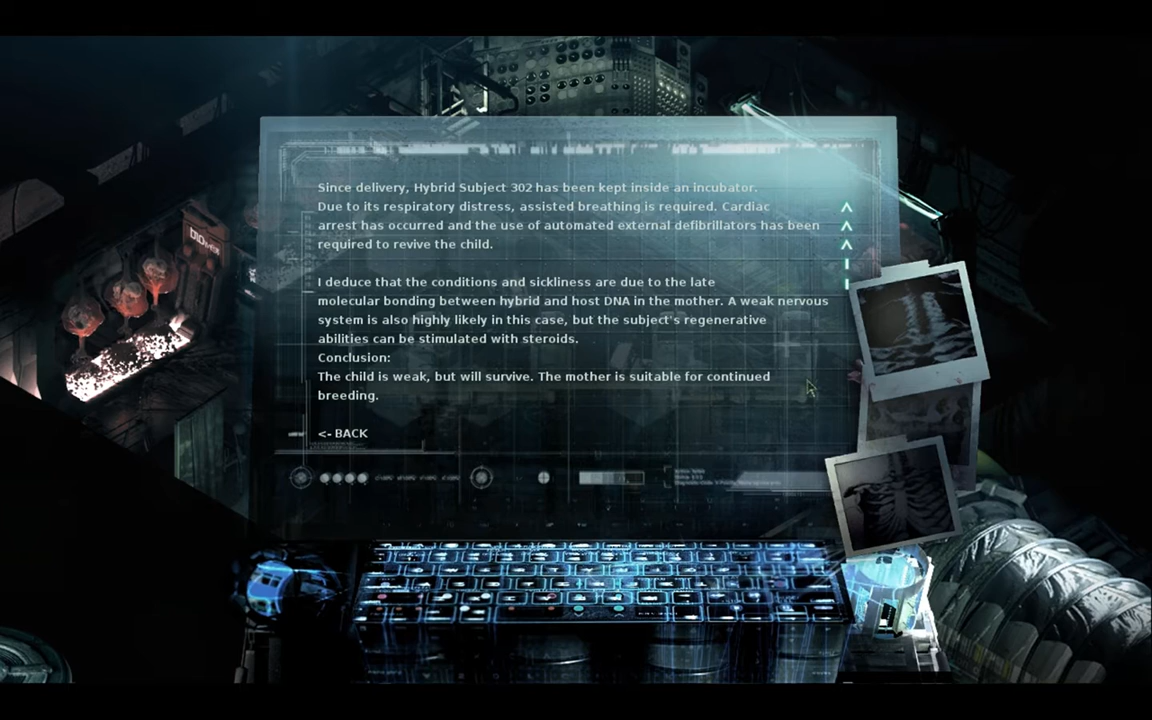 Since delivery, Hybrid Subject 302 has been kept inside an incubator.
Due to its respiratory distress, assisted breathing is required. Cardiac
arrest has occurred and the use of automated external defibrillators has been
required to revive the child.
I deduce that the conditions and sickliness are due to the late
molecular bonding between hybrid and host DNA in the mother. A weak nervous
system is also highly likely in this case, but the subject's regenerative
abilities can be stimulated with steroids.
Conclusion:
The child is weak, but will survive. The mother is suitable for continued
breeding.
<- BACK